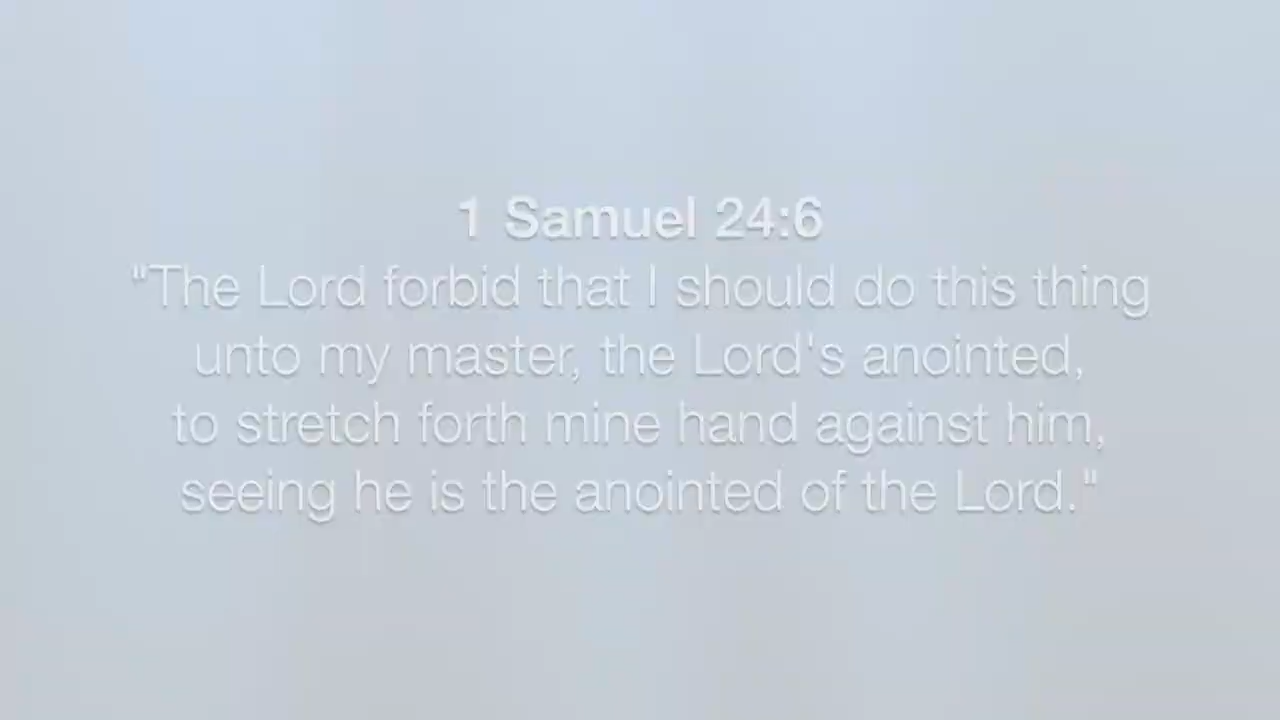 1 Samuel 24:6
"The Lord forbid that I should do this thing
unto my master, the Lord's anointed,
to stretch forth mine hand against him,
seeing he is the anointed of the Lord."